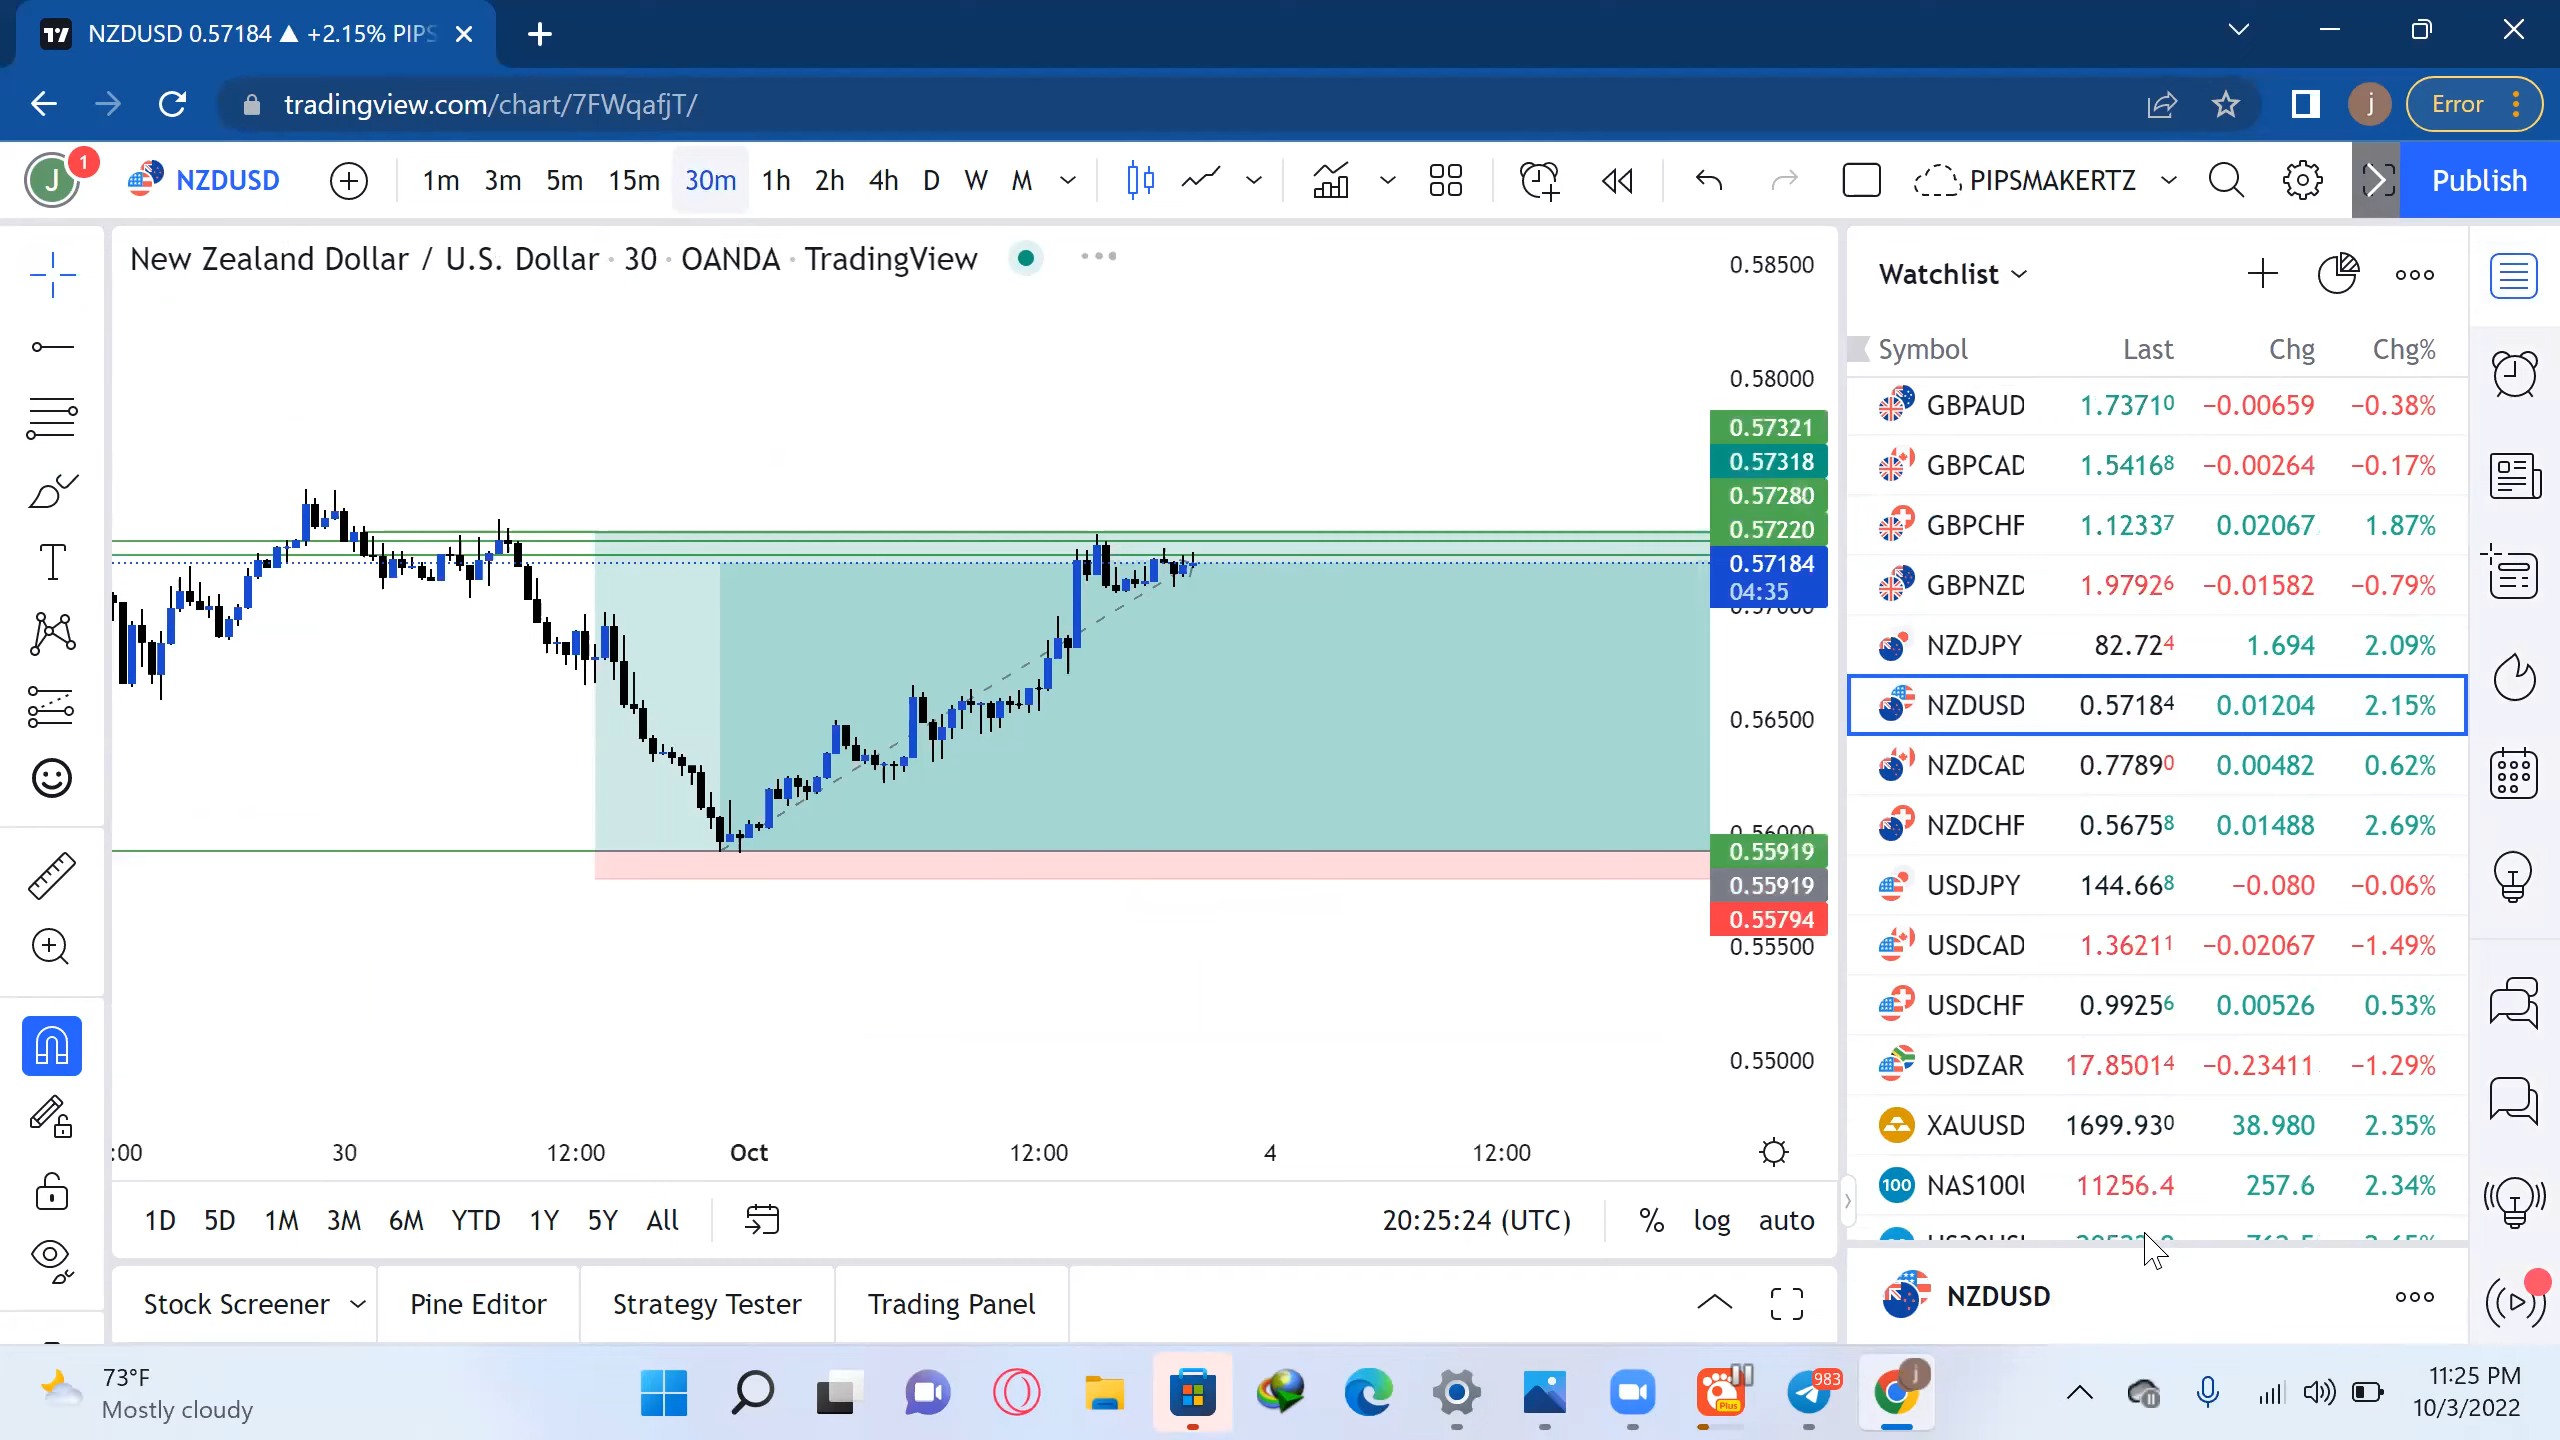 NZDUSD 0.57184 ▲ +2.15% PIPS
tradingview.com/chart/7FWqafjT/
j
Error
J
1
NZDUSD
1m 3m 5m 15m 30m 1h 2h 4h D W M
PIPSMAKERTZ
Publish
New Zealand Dollar / U.S. Dollar · 30 · OANDA · TradingView
0.58500
0.58000
0.57321
0.57318
0.57280
0.57220
0.57184
04:35
0.57000
0.56500
0.56000
0.55919
0.55919
0.55794
0.55500
0.55000
:00 30 12:00 Oct 12:00 4 12:00
1D 5D 1M 3M 6M YTD 1Y 5Y All
20:25:24 (UTC) % log auto
Stock Screener Pine Editor Strategy Tester Trading Panel
Watchlist
Symbol Last Chg Chg%
GBPAUD 1.73710 −0.00659 −0.38%
GBPCAD 1.54168 −0.00264 −0.17%
GBPCHF 1.12337 0.02067 1.87%
GBPNZD 1.97926 −0.01582 −0.79%
NZDJPY 82.724 1.694 2.09%
NZDUSD 0.57184 0.01204 2.15%
NZDCAD 0.77890 0.00482 0.62%
NZDCHF 0.56758 0.01488 2.69%
USDJPY 144.668 −0.080 −0.06%
USDCAD 1.36211 −0.02067 −1.49%
USDCHF 0.99256 0.00526 0.53%
USDZAR 17.85014 −0.23411 −1.29%
XAUUSD 1699.930 38.980 2.35%
100 NAS100U 11256.4 257.6 2.34%
NZDUSD
73°F
Mostly cloudy
Plus
983
j
11:25 PM
10/3/2022